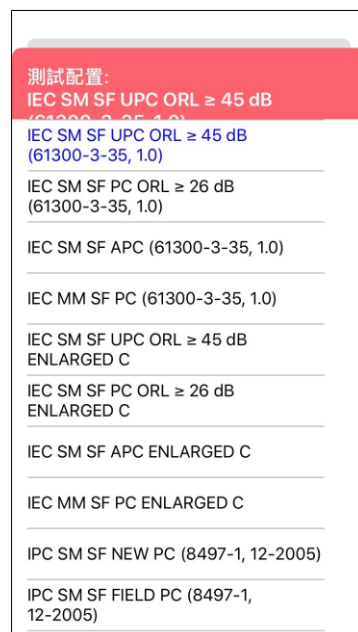 測試配置:
IEC SM SF UPC ORL ≥ 45 dB
(61300-3-35, 1.0)
IEC SM SF UPC ORL ≥ 45 dB
(61300-3-35, 1.0)
IEC SM SF PC ORL ≥ 26 dB
(61300-3-35, 1.0)
IEC SM SF APC (61300-3-35, 1.0)
IEC MM SF PC (61300-3-35, 1.0)
IEC SM SF UPC ORL ≥ 45 dB
ENLARGED C
IEC SM SF PC ORL ≥ 26 dB
ENLARGED C
IEC SM SF APC ENLARGED C
IEC MM SF PC ENLARGED C
IPC SM SF NEW PC (8497-1, 12-2005)
IPC SM SF FIELD PC (8497-1,
12-2005)